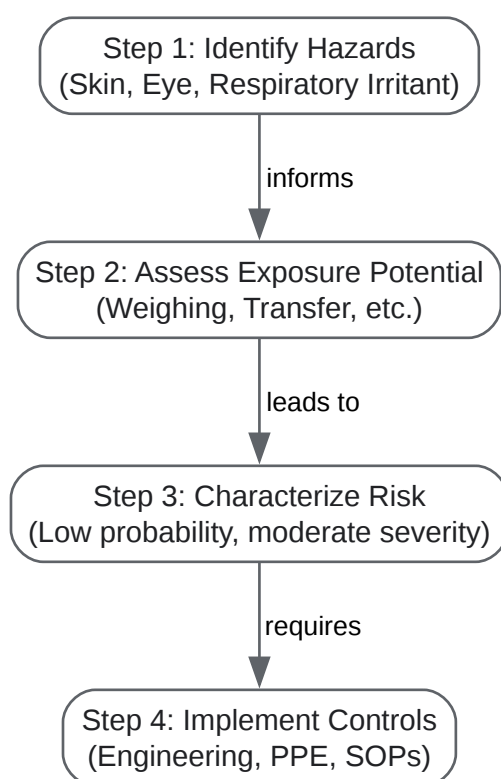 Step 1: Identify Hazards
(Skin, Eye, Respiratory Irritant)
informs
Step 2: Assess Exposure Potential
(Weighing, Transfer, etc.)
leads to
Step 3: Characterize Risk
(Low probability, moderate severity)
requires
Step 4: Implement Controls
(Engineering, PPE, SOPs)